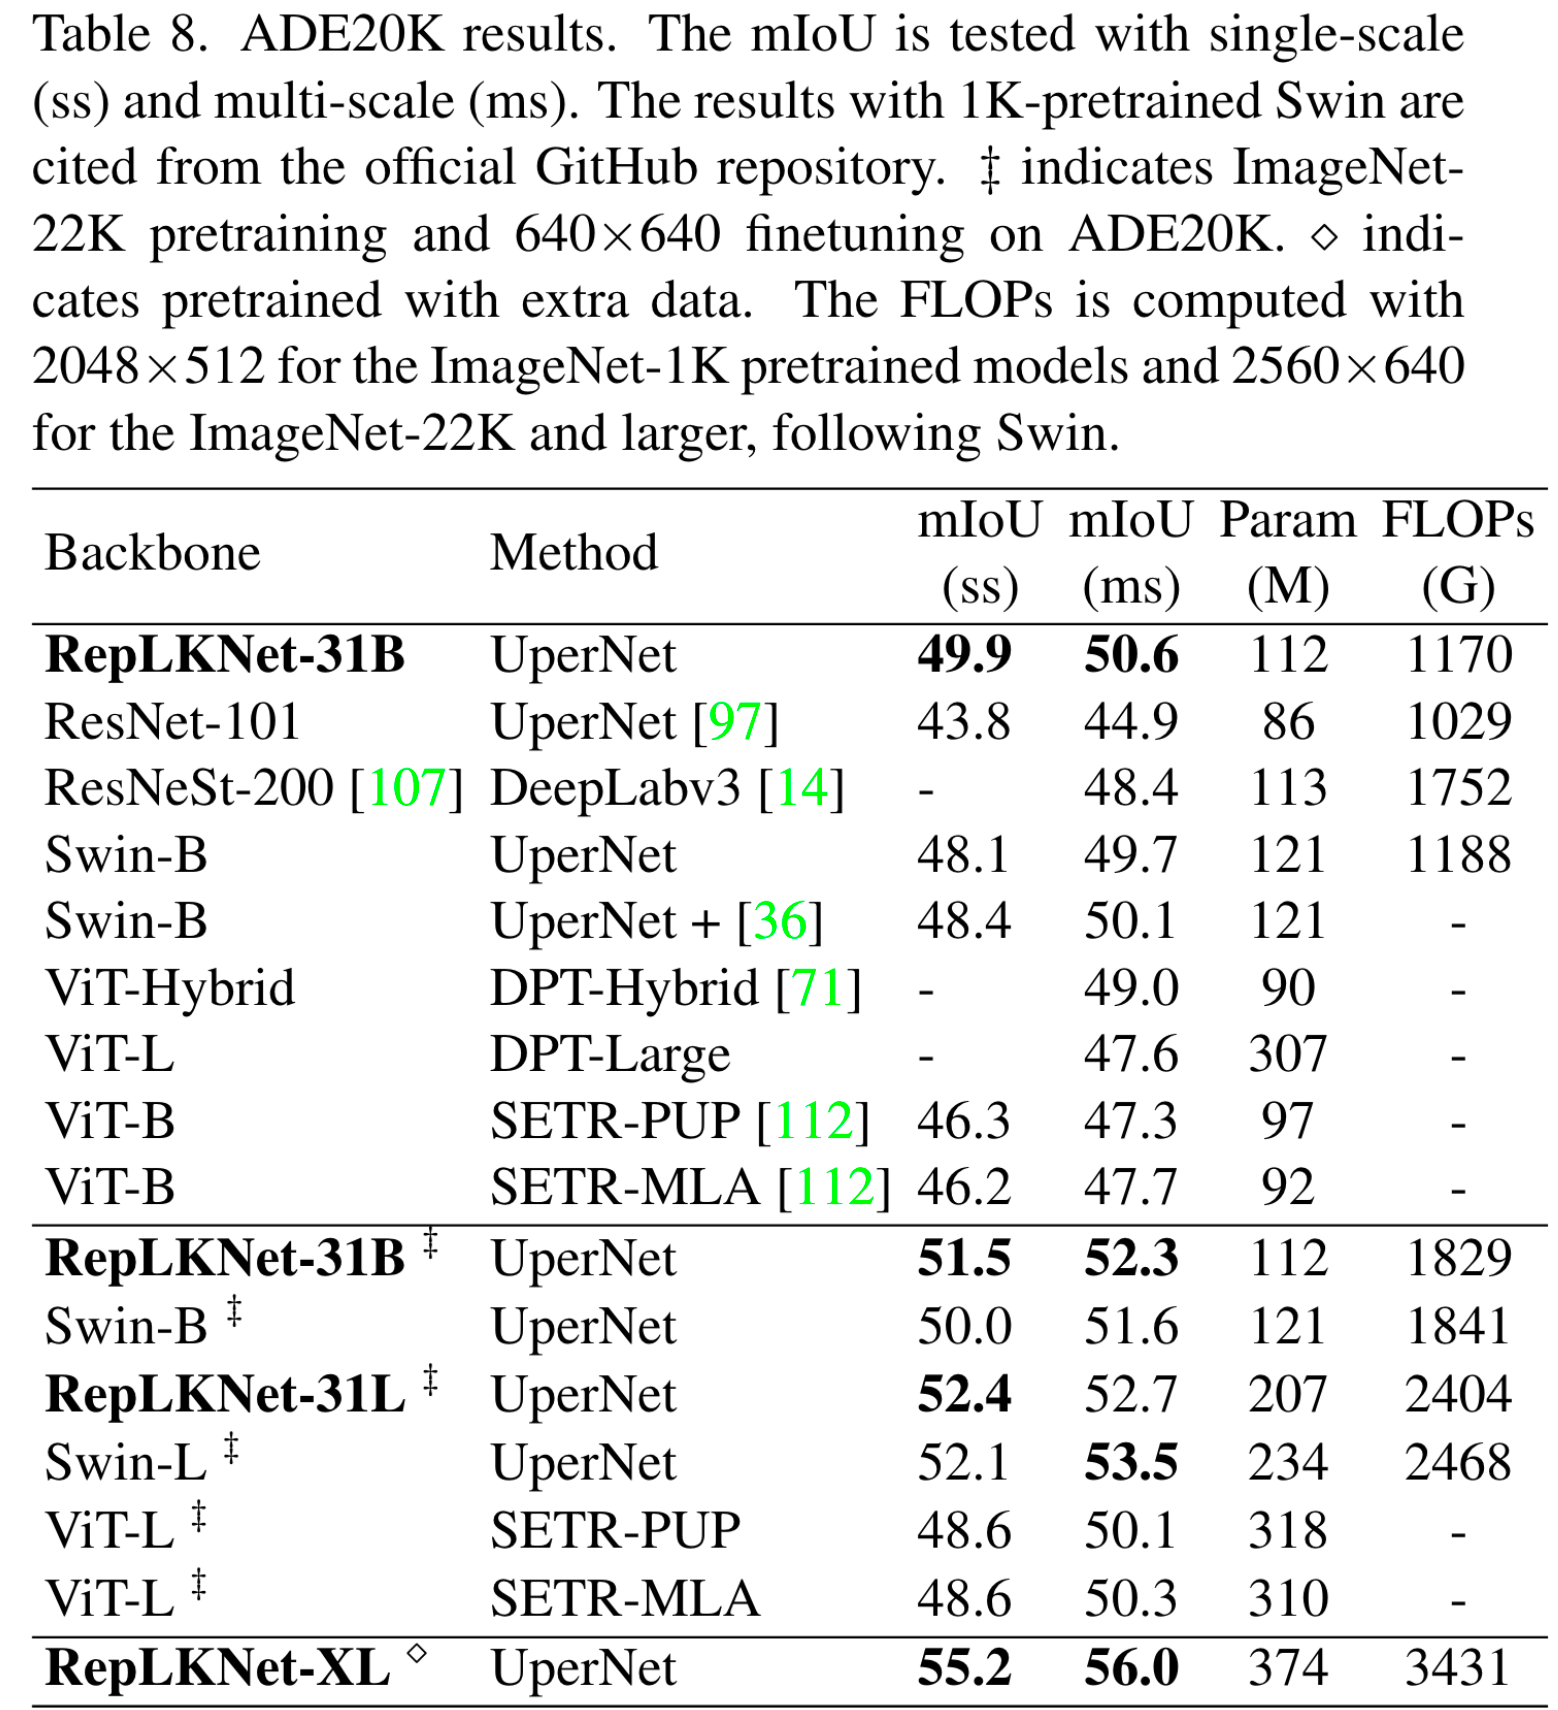 Table 8. ADE20K results. The mIoU is tested with single-scale
(ss) and multi-scale (ms). The results with 1K-pretrained Swin are
cited from the official GitHub repository. ‡ indicates ImageNet-
22K pretraining and 640×640 finetuning on ADE20K. ⋄ indi-
cates pretrained with extra data. The FLOPs is computed with
2048×512 for the ImageNet-1K pretrained models and 2560×640
for the ImageNet-22K and larger, following Swin.
Backbone Method mIoU (ss) mIoU (ms) Param (M) FLOPs (G)
RepLKNet-31B UperNet 49.9 50.6 112 1170
ResNet-101 UperNet [97] 43.8 44.9 86 1029
ResNeSt-200 [107] DeepLabv3 [14] - 48.4 113 1752
Swin-B UperNet 48.1 49.7 121 1188
Swin-B UperNet + [36] 48.4 50.1 121 -
ViT-Hybrid DPT-Hybrid [71] - 49.0 90 -
ViT-L DPT-Large - 47.6 307 -
ViT-B SETR-PUP [112] 46.3 47.3 97 -
ViT-B SETR-MLA [112] 46.2 47.7 92 -
RepLKNet-31B ‡ UperNet 51.5 52.3 112 1829
Swin-B ‡ UperNet 50.0 51.6 121 1841
RepLKNet-31L ‡ UperNet 52.4 52.7 207 2404
Swin-L ‡ UperNet 52.1 53.5 234 2468
ViT-L ‡ SETR-PUP 48.6 50.1 318 -
ViT-L ‡ SETR-MLA 48.6 50.3 310 -
RepLKNet-XL ⋄ UperNet 55.2 56.0 374 3431